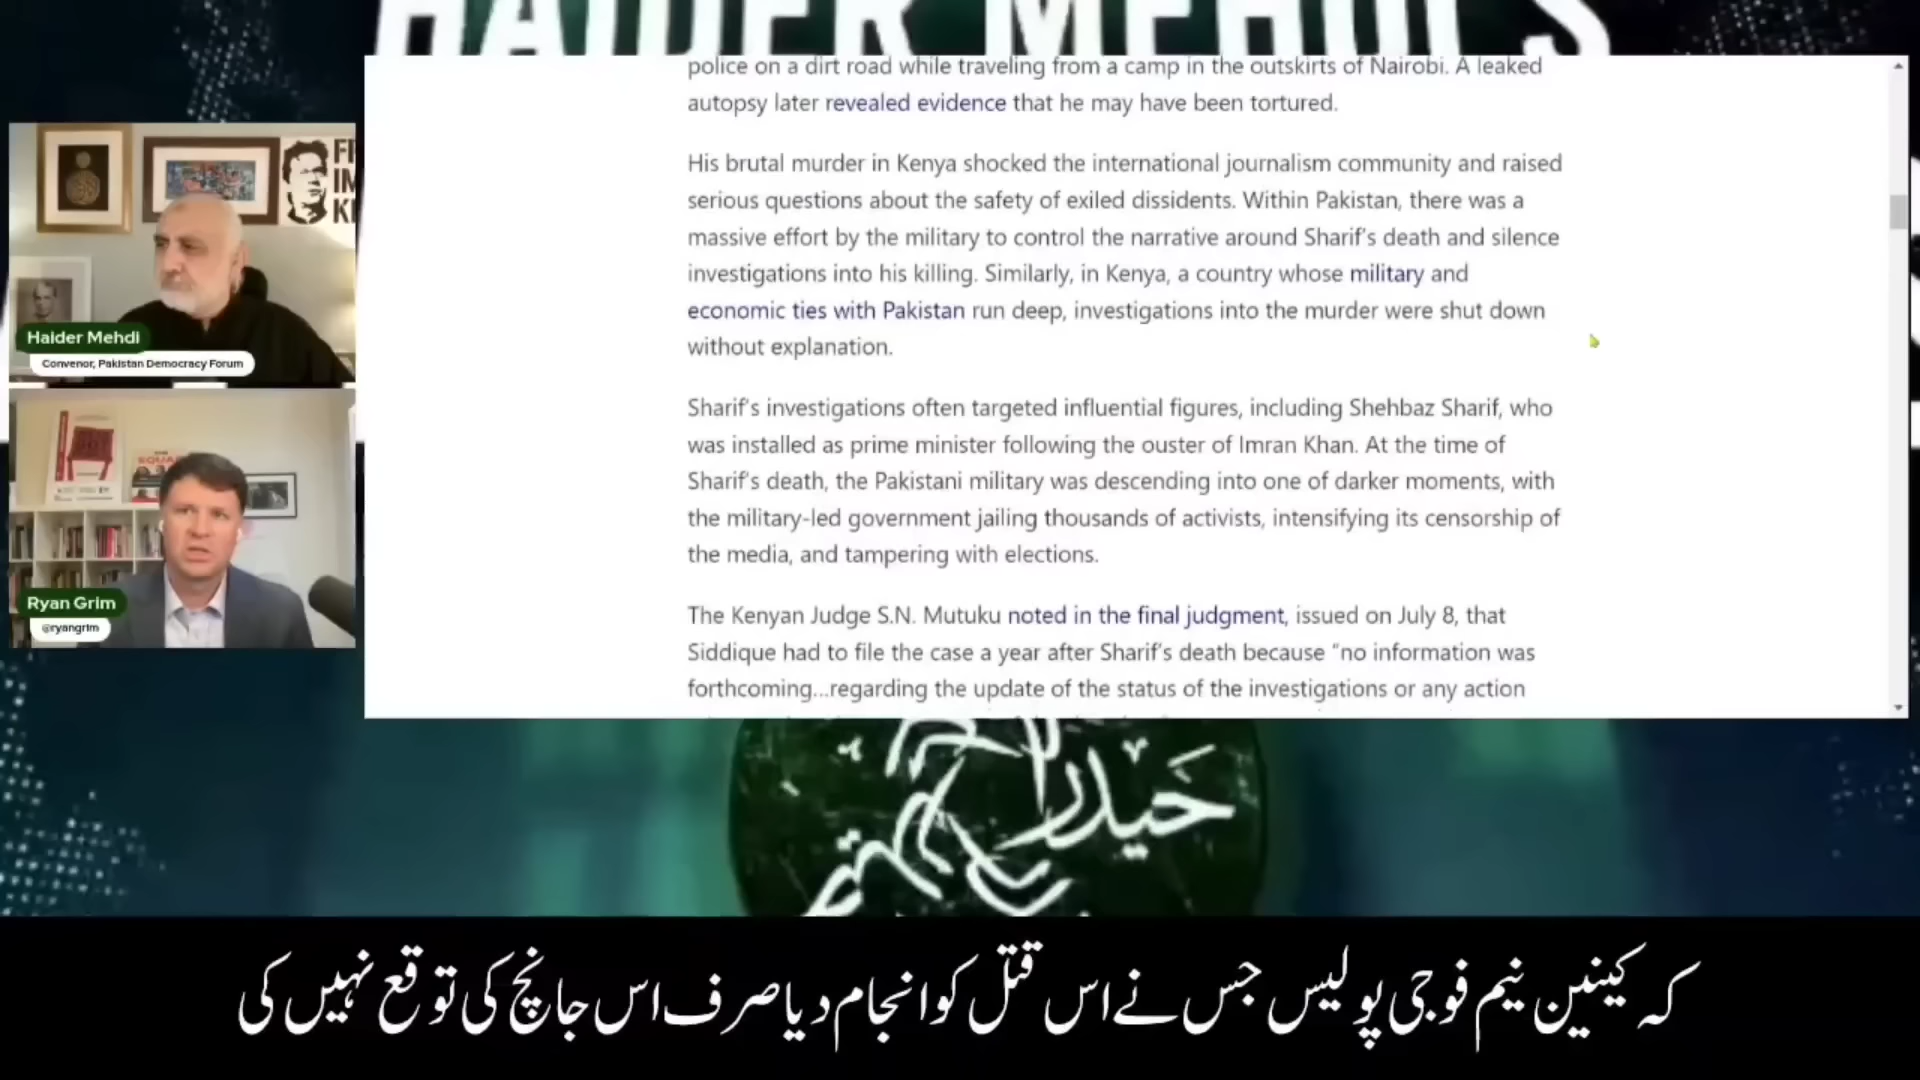 HAIDER MEHDI'S
police on a dirt road while traveling from a camp in the outskirts of Nairobi. A leaked
autopsy later revealed evidence that he may have been tortured.
His brutal murder in Kenya shocked the international journalism community and raised
serious questions about the safety of exiled dissidents. Within Pakistan, there was a
massive effort by the military to control the narrative around Sharif's death and silence
investigations into his killing. Similarly, in Kenya, a country whose military and
economic ties with Pakistan run deep, investigations into the murder were shut down
without explanation.
Sharif's investigations often targeted influential figures, including Shehbaz Sharif, who
was installed as prime minister following the ouster of Imran Khan. At the time of
Sharif's death, the Pakistani military was descending into one of darker moments, with
the military-led government jailing thousands of activists, intensifying its censorship of
the media, and tampering with elections.
The Kenyan Judge S.N. Mutuku noted in the final judgment, issued on July 8, that
Siddique had to file the case a year after Sharif's death because “no information was
forthcoming...regarding the update of the status of the investigations or any action
Haider Mehdi
Convenor, Pakistan Democracy Forum
Ryan Grim
@ryangrim
حیدر
مہدی
کہ کینین نیم فوجی پولیس جس نے اس قتل کو انجام دیا صرف اس جانچ کی توقع نہیں کی